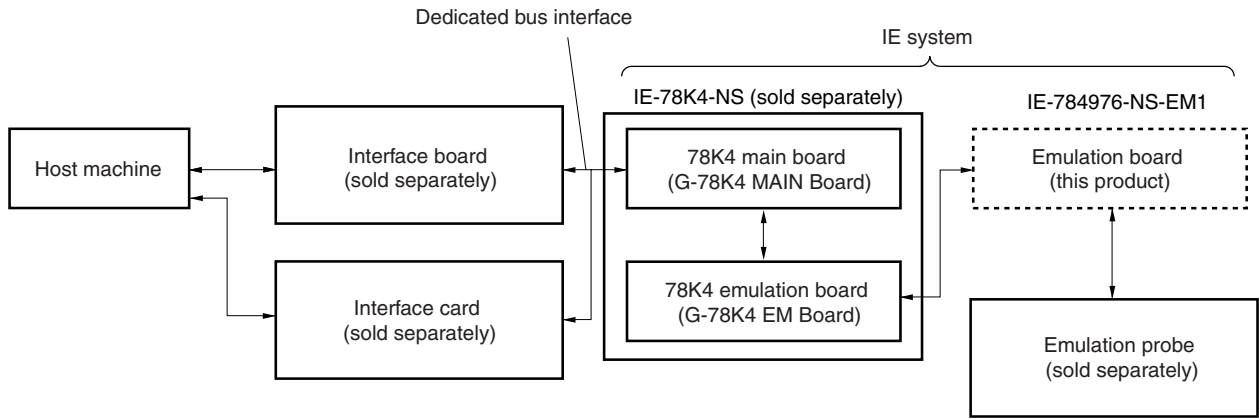 Dedicated bus interface
IE system
IE-78K4-NS (sold separately)
IE-784976-NS-EM1
Host machine
Interface board
(sold separately)
78K4 main board
(G-78K4 MAIN Board)
Emulation board
(this product)
Interface card
(sold separately)
78K4 emulation board
(G-78K4 EM Board)
Emulation probe
(sold separately)